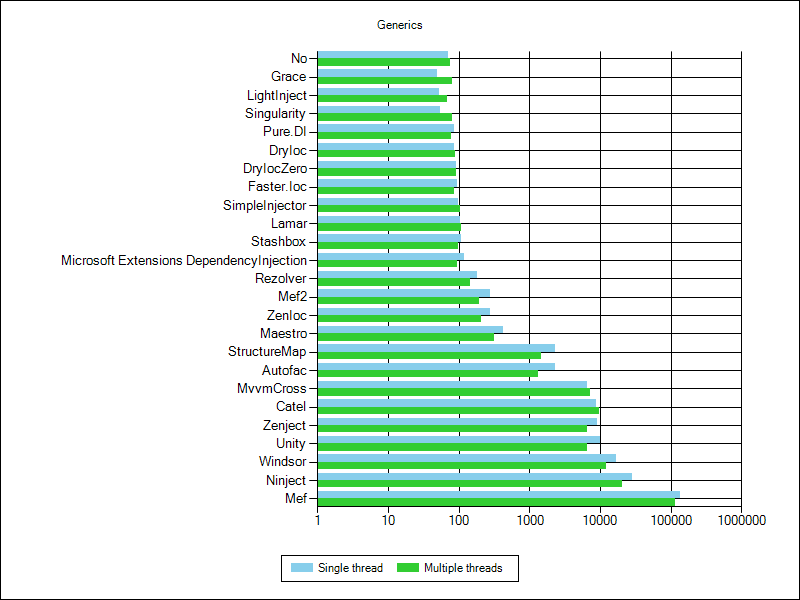 Generics
No
Grace
LightInject
Singularity
Pure.DI
DryIoc
DryIocZero
Faster.Ioc
SimpleInjector
Lamar
Stashbox
Microsoft Extensions DependencyInjection
Rezolver
Mef2
ZenIoc
Maestro
StructureMap
Autofac
MvvmCross
Catel
Zenject
Unity
Windsor
Ninject
Mef
1 10 100 1000 10000 100000 1000000
Single thread Multiple threads